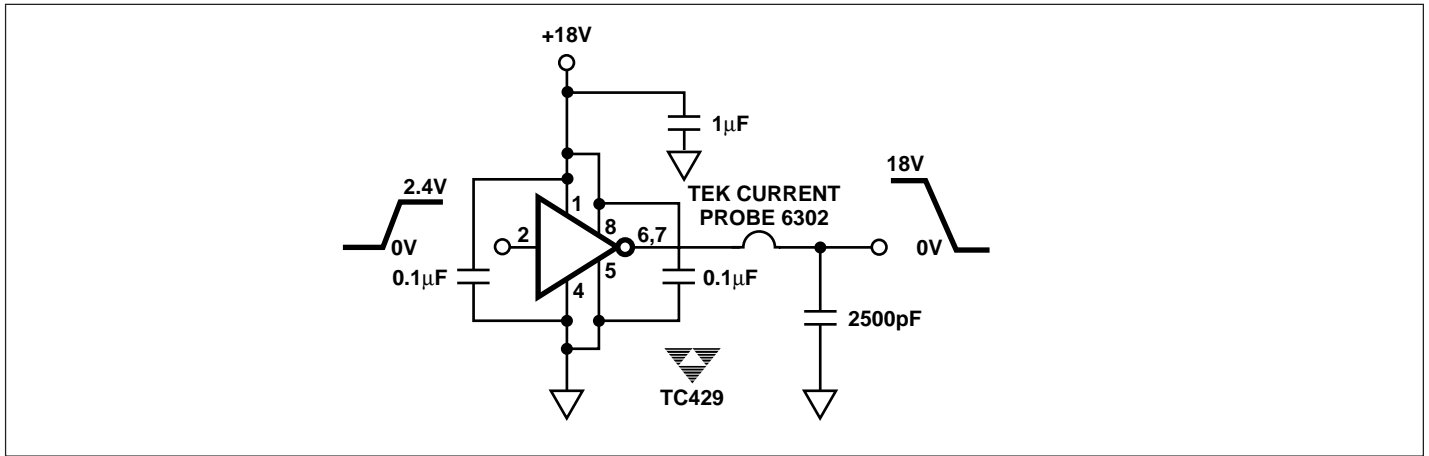 +18V
1µF
18V
TEK CURRENT
PROBE 6302
2.4V
1
8
2
6,7
0V
0V
5
0.1µF
0.1µF
4
2500pF
TC429